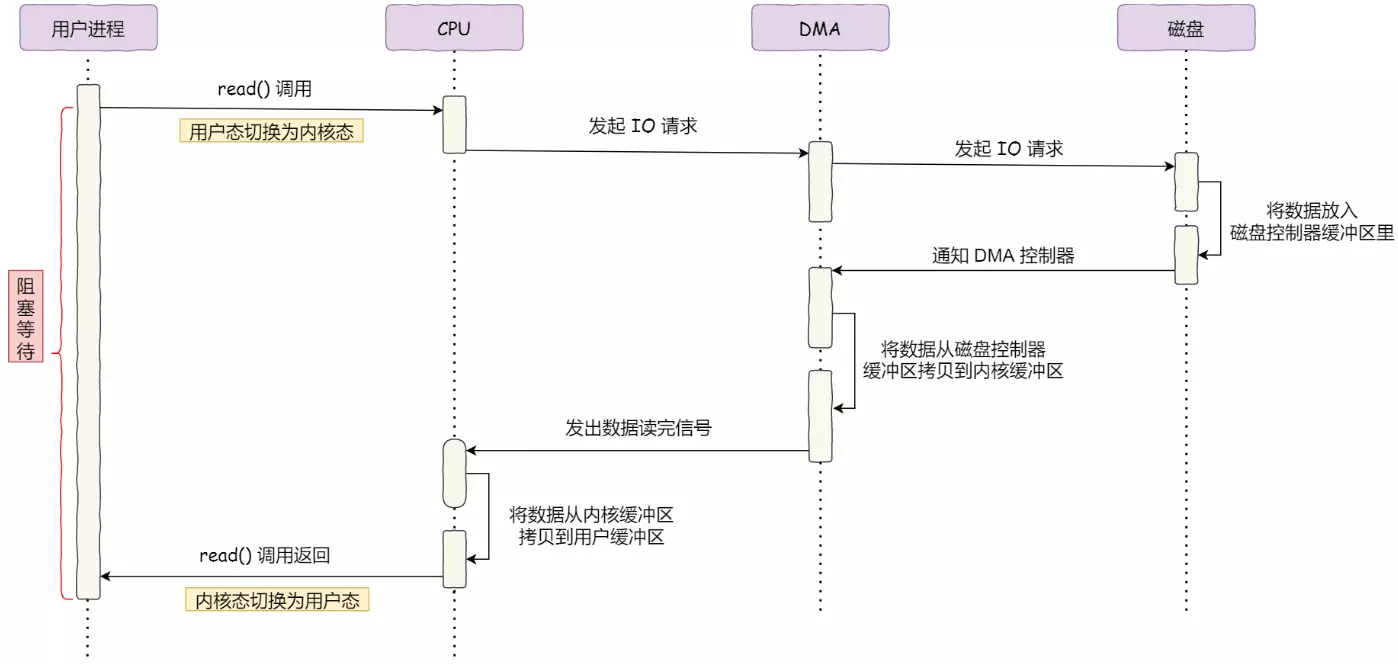 用户进程
CPU
DMA
磁盘
read() 调用
用户态切换为内核态
发起 IO 请求
发起 IO 请求
将数据放入
磁盘控制器缓冲区里
通知 DMA 控制器
阻
塞
等
待
将数据从磁盘控制器
缓冲区拷贝到内核缓冲区
发出数据读完信号
将数据从内核缓冲区
拷贝到用户缓冲区
read() 调用返回
内核态切换为用户态